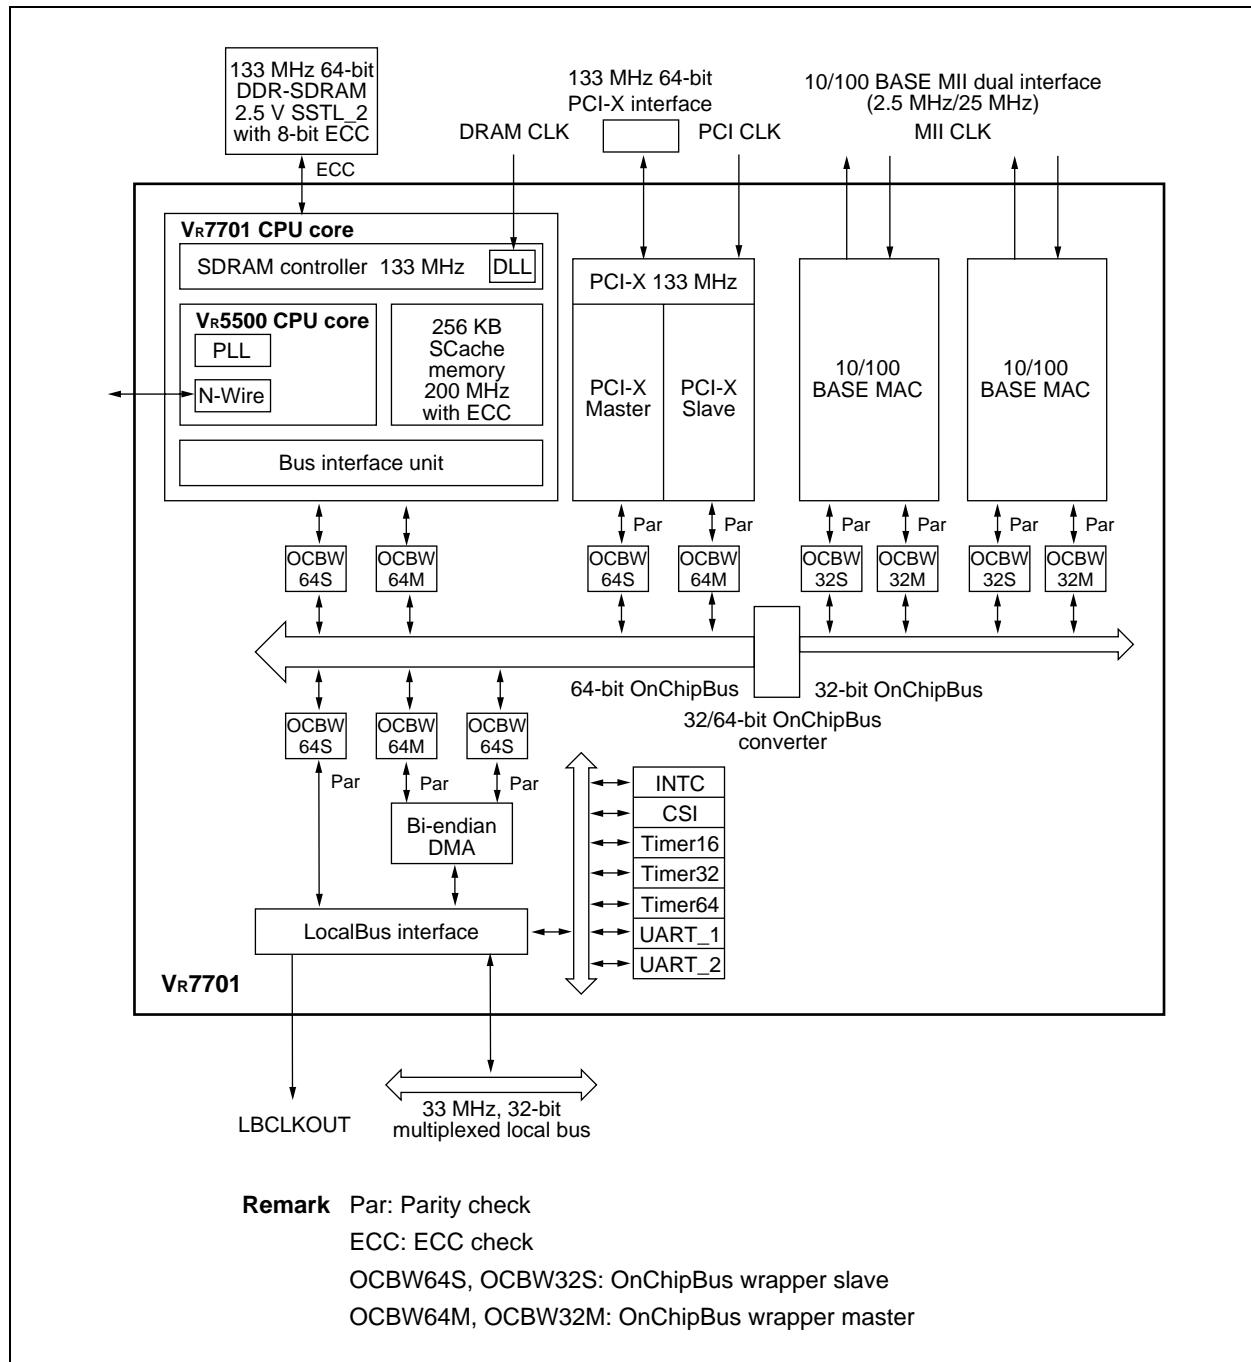 133 MHz 64-bit
DDR-SDRAM
2.5 V SSTL_2
with 8-bit ECC
ECC
133 MHz 64-bit
PCI-X interface
10/100 BASE MII dual interface
(2.5 MHz/25 MHz)
DRAM CLK
PCI CLK
MII CLK
VR7701 CPU core
SDRAM controller 133 MHz
DLL
VR5500 CPU core
PLL
N-Wire
256 KB
SCache
memory
200 MHz
with ECC
Bus interface unit
PCI-X 133 MHz
PCI-X
Master
PCI-X
Slave
10/100
BASE MAC
10/100
BASE MAC
Par
Par
Par
Par
Par
Par
OCBW
64S
OCBW
64M
OCBW
64S
OCBW
64M
OCBW
32S
OCBW
32M
OCBW
32S
OCBW
32M
64-bit OnChipBus
32-bit OnChipBus
32/64-bit OnChipBus
converter
OCBW
64S
OCBW
64M
OCBW
64S
Par
Par
Par
Bi-endian
DMA
LocalBus interface
INTC
CSI
Timer16
Timer32
Timer64
UART_1
UART_2
VR7701
LBCLKOUT
33 MHz, 32-bit
multiplexed local bus
Remark Par: Parity check
ECC: ECC check
OCBW64S, OCBW32S: OnChipBus wrapper slave
OCBW64M, OCBW32M: OnChipBus wrapper master